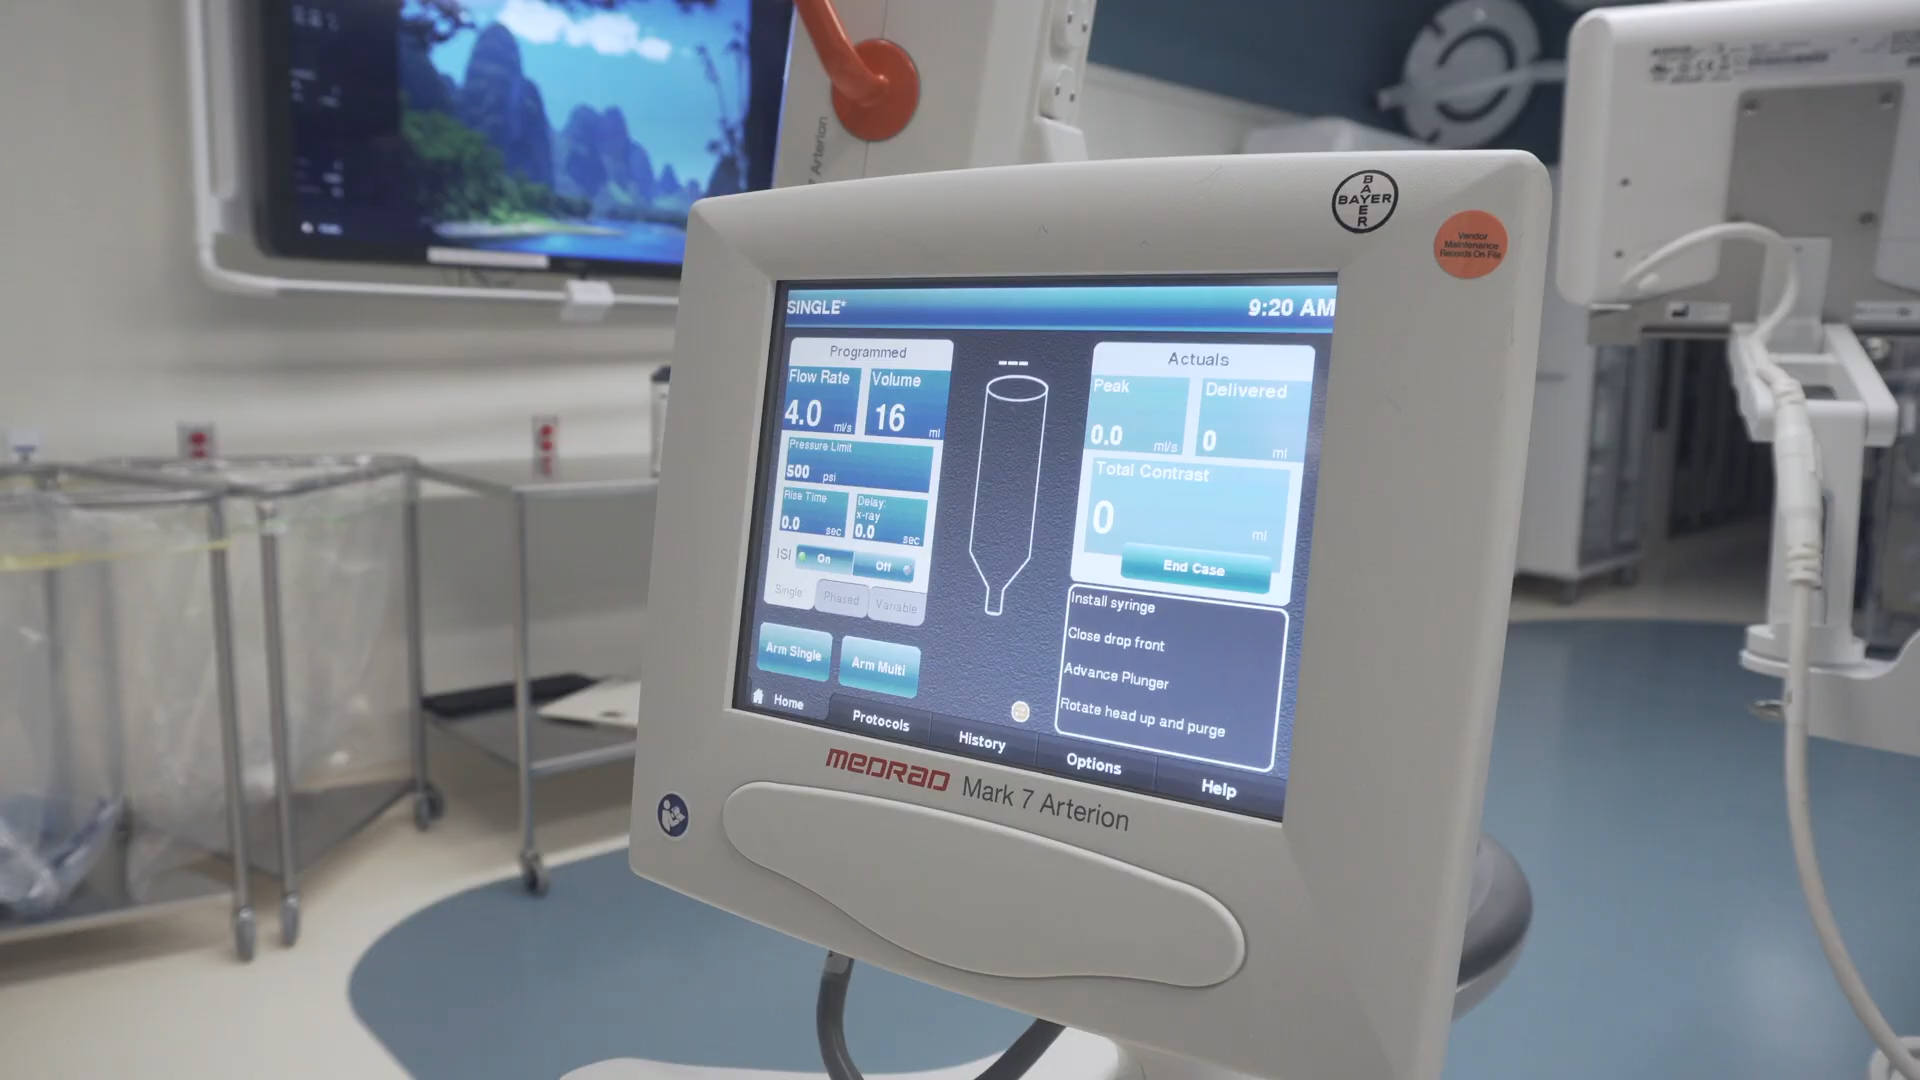 7 Arterion
BAYER
BAYER
Vendor
Maintenance
Records On File
SINGLE*
9:20 AM
Programmed
Flow Rate
4.0 ml/s
Volume
16 ml
Pressure Limit
500 psi
Rise Time
0.0 sec
Delay:
x-ray
0.0 sec
ISI
On
Off
Single
Phased
Variable
Arm Single
Arm Multi
---
Actuals
Peak
0.0 ml/s
Delivered
0 ml
Total Contrast
0 ml
End Case
Install syringe
Close drop front
Advance Plunger
Rotate head up and purge
Home
Protocols
History
Options
Help
MEDRAD Mark 7 Arterion